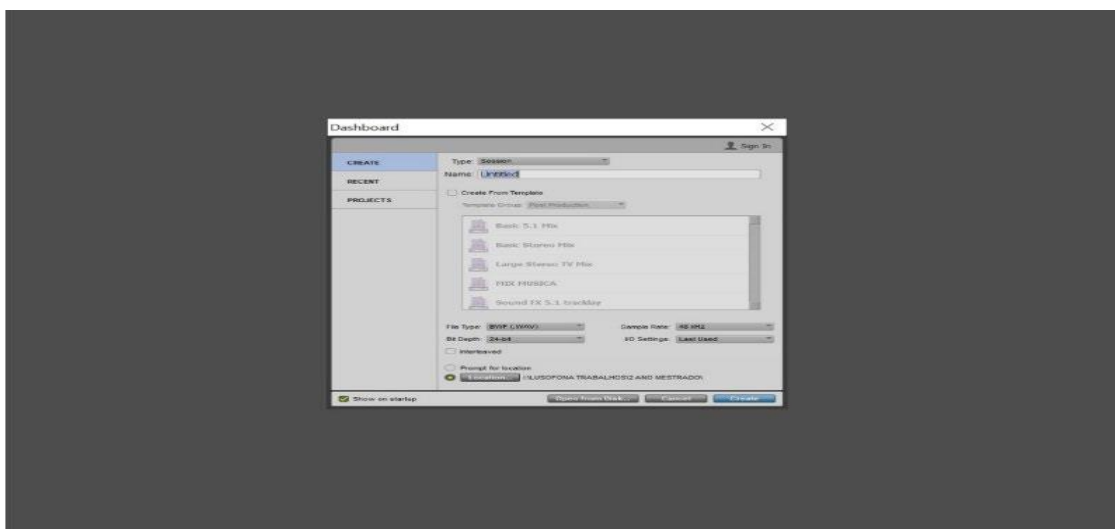 Dashboard
Sign In
CREATE
RECENT
PROJECTS
Type: Session
Name: Untitled
Create From Template
Template Group: Post Production
Basic 5.1 Mix
Basic Stereo Mix
Large Stereo TV Mix
MIX MUSICA
Sound FX 5.1 tracklay
File Type: BWF (.WAV) Sample Rate: 48 kHz
Bit Depth: 24-bit I/O Settings: Last Used
Interleaved
Prompt for location
Location... TRABALHOS\2 ANO MESTRADO\
Show on startup Open from Disk... Cancel Create